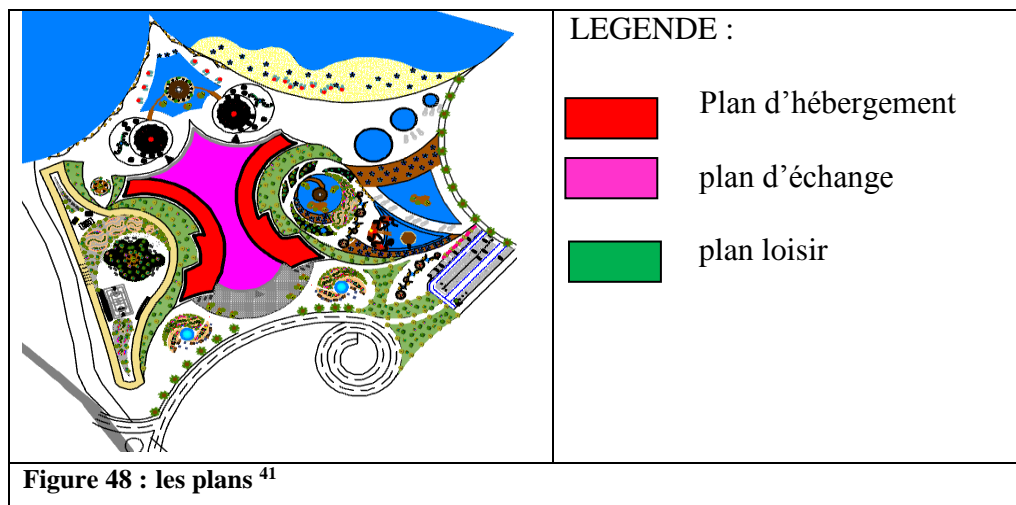 LEGENDE :
Plan d’hébergement
plan d’échange
plan loisir
Figure 48 : les plans 41